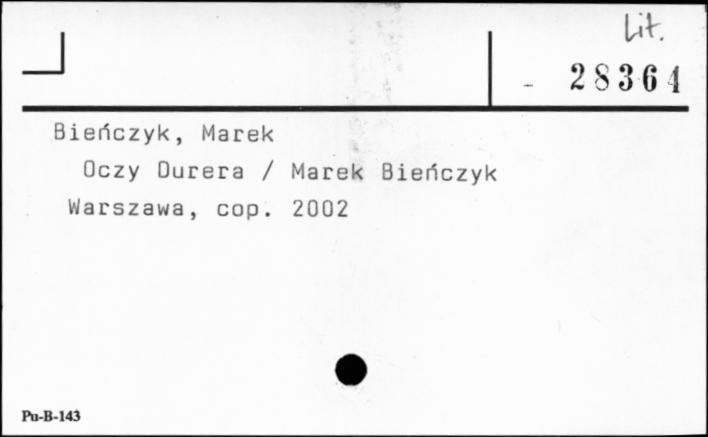 Lit.
- 28364
Bieńczyk, Marek
Oczy Durera / Marek Bieńczyk
Warszawa, cop. 2002
Pu-B-143